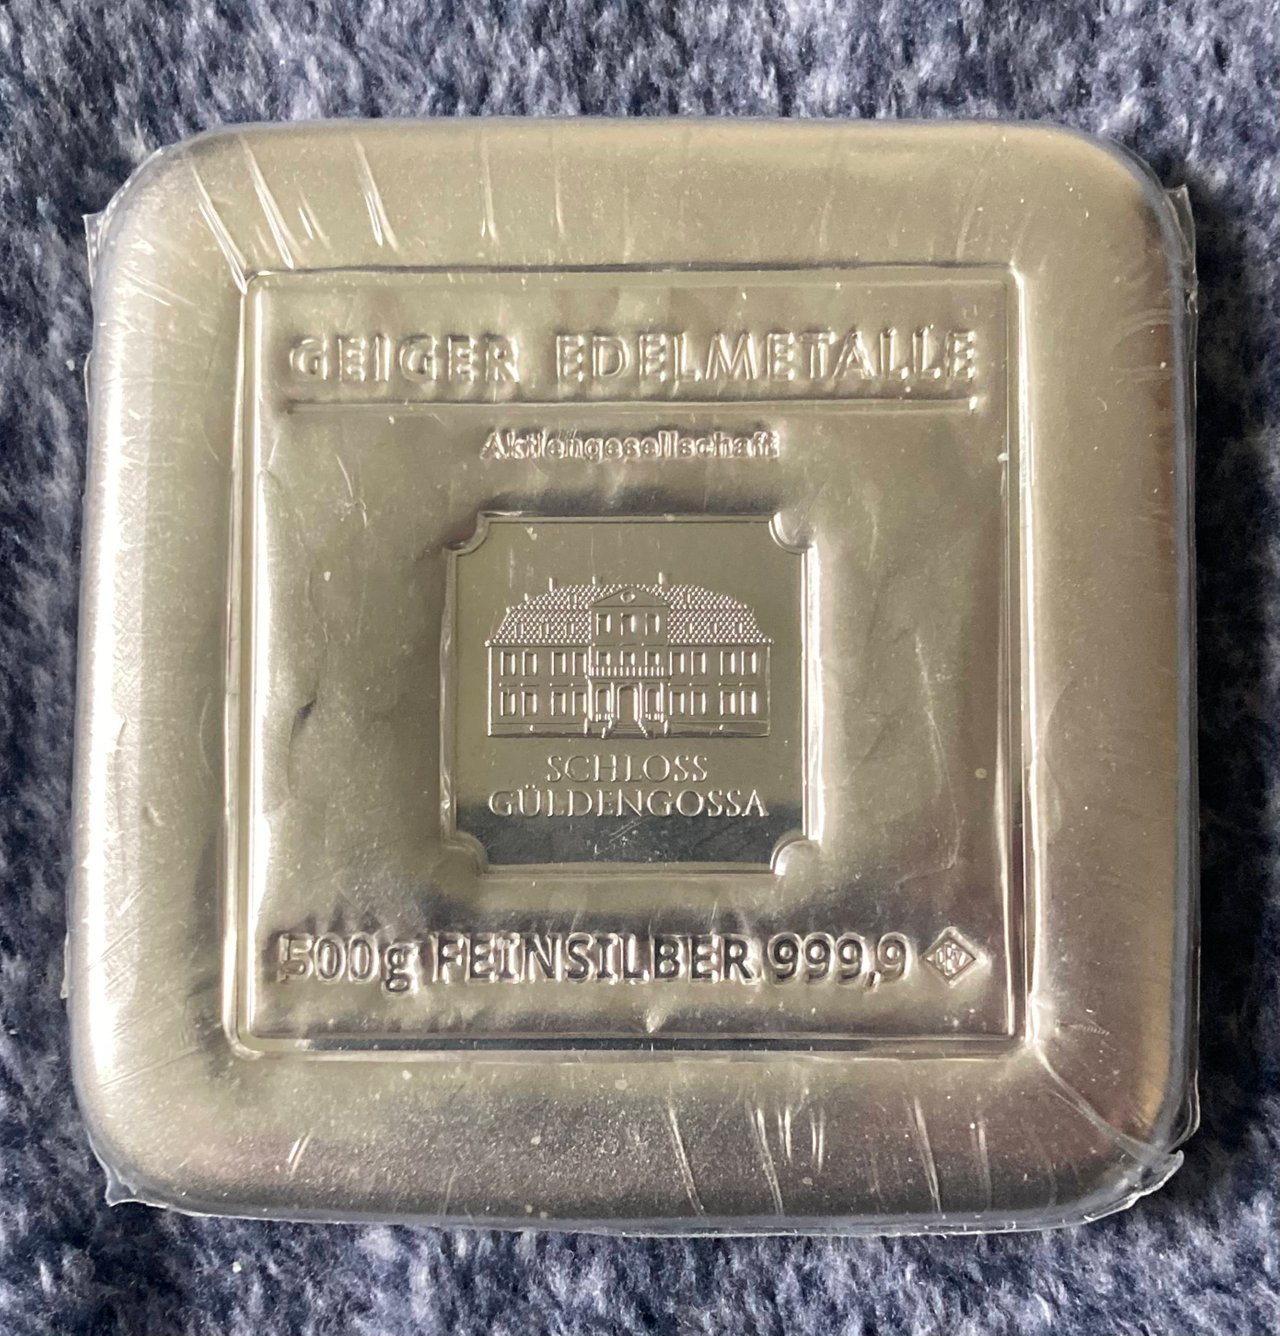 GEIGER EDELMETALLE
Aktiengesellschaft
SCHLOSS
GÜLDENGOSSA
500g FEINSILBER 999,9